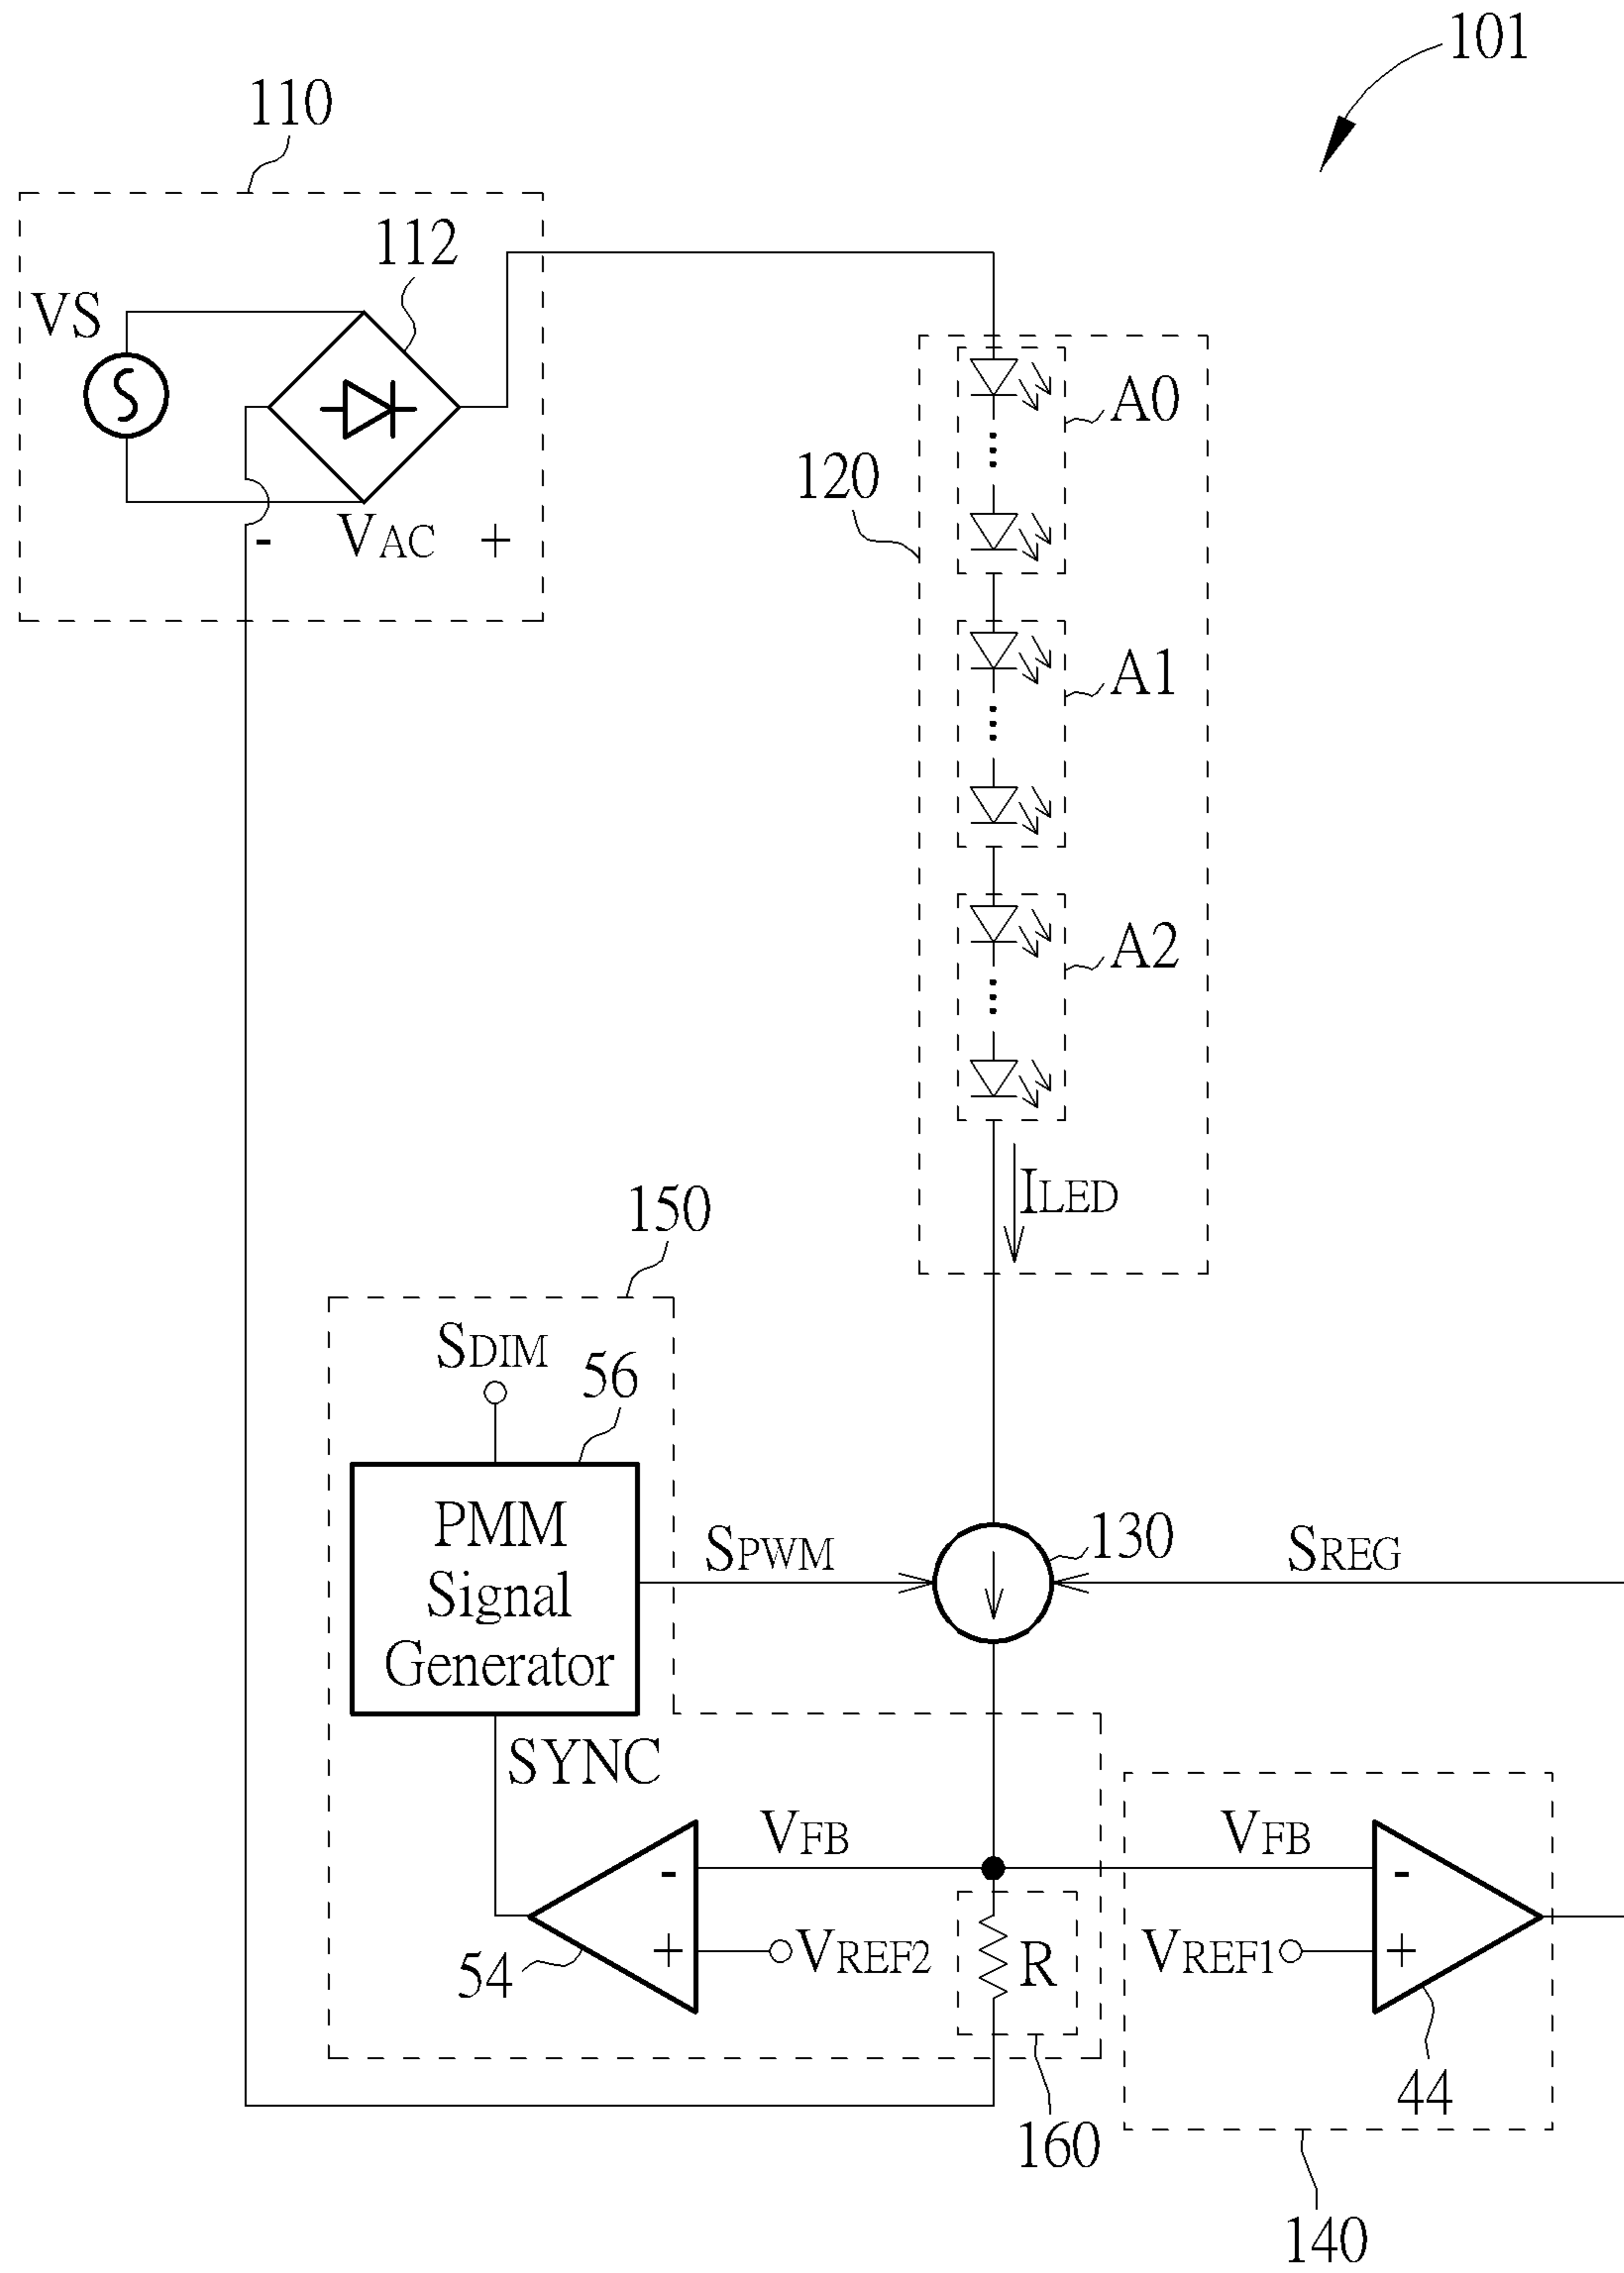 101
110
112
VS
- VAC +
A0
120
A1
A2
ILED
150
SDIM
56
PMM
Signal
Generator
SPWM
130
SREG
SYNC
VFB
VFB
-
-
+
VREF2
R
VREF1
+
54
44
160
140